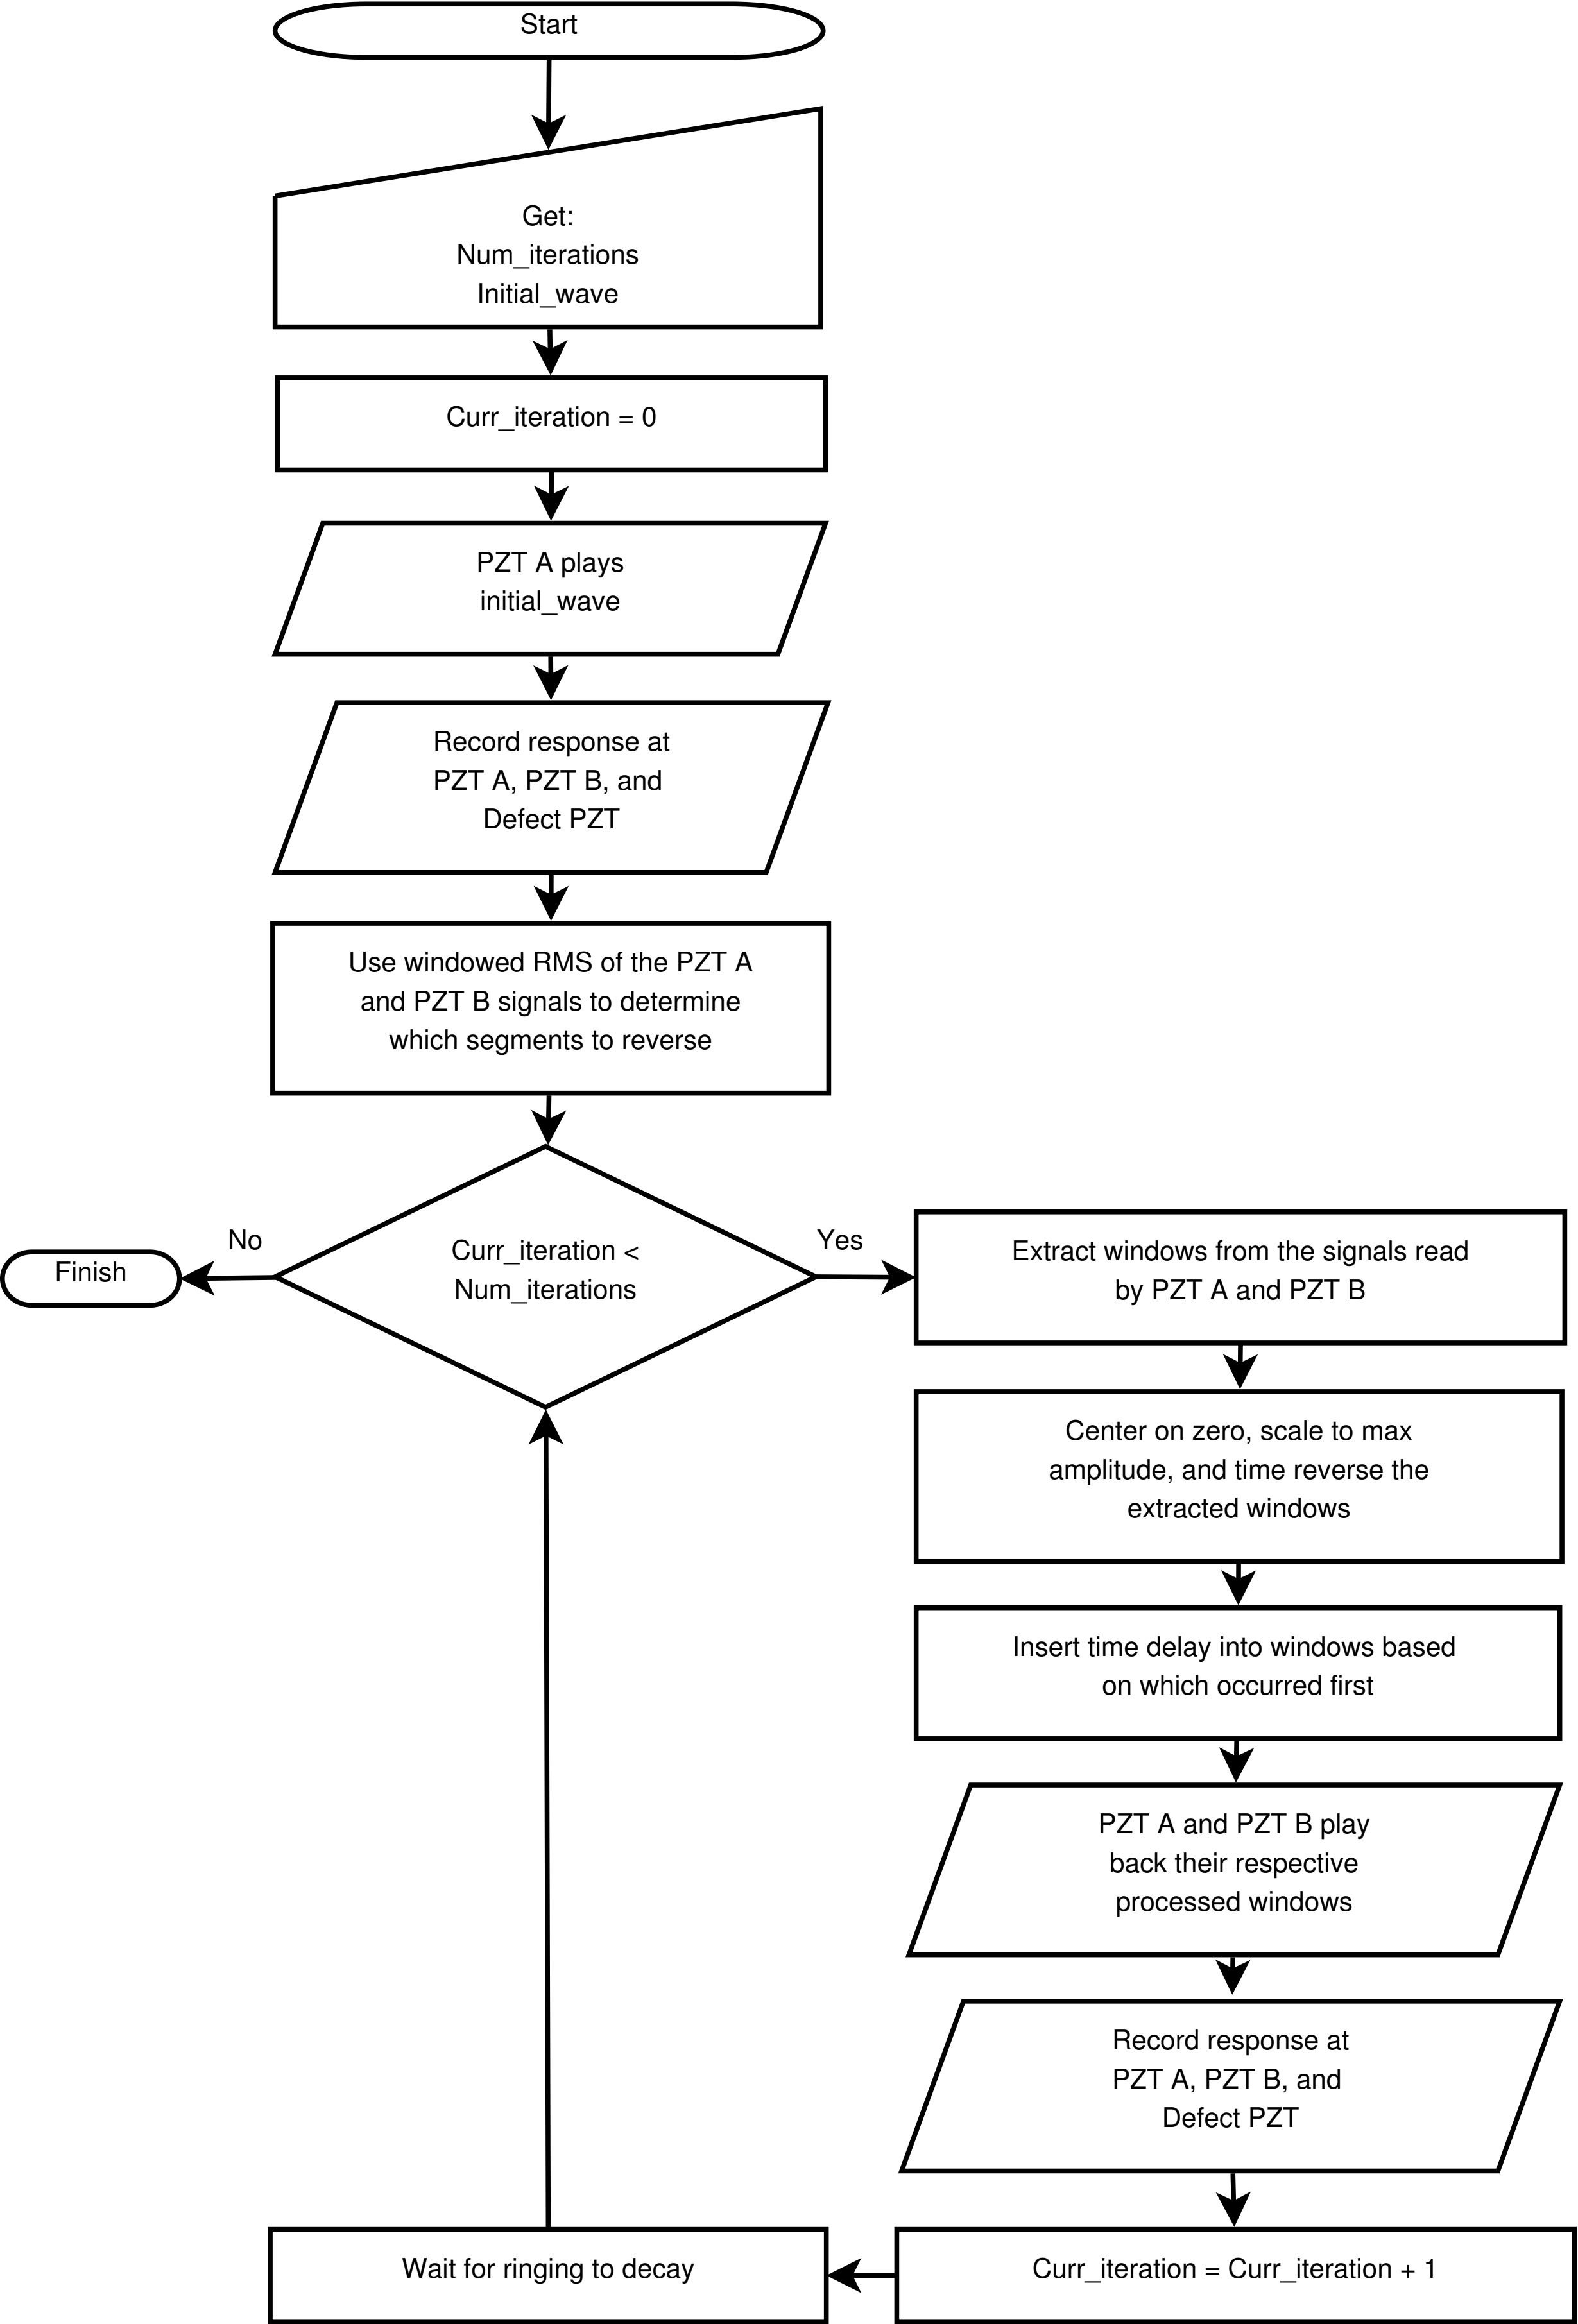 Start
Get:
Num_iterations
Initial_wave
Curr_iteration = 0
PZT A plays
initial_wave
Record response at
PZT A, PZT B, and
Defect PZT
Use windowed RMS of the PZT A
and PZT B signals to determine
which segments to reverse
Curr_iteration <
Num_iterations
No
Finish
Yes
Extract windows from the signals read
by PZT A and PZT B
Center on zero, scale to max
amplitude, and time reverse the
extracted windows
Insert time delay into windows based
on which occurred first
PZT A and PZT B play
back their respective
processed windows
Record response at
PZT A, PZT B, and
Defect PZT
Curr_iteration = Curr_iteration + 1
Wait for ringing to decay